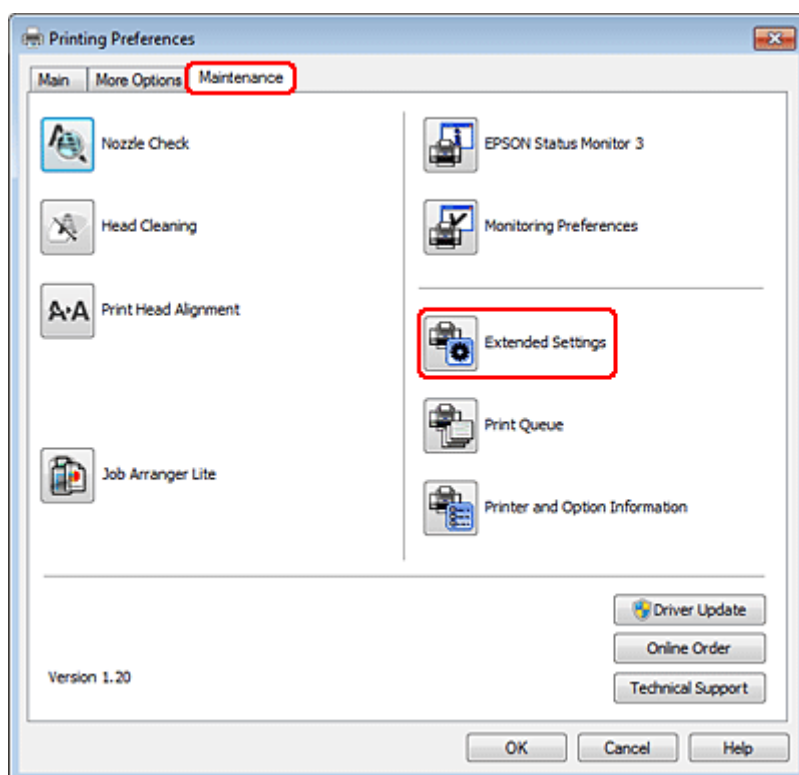 Printing Preferences
Main
More Options
Maintenance
Nozzle Check
Head Cleaning
A·A
Print Head Alignment
Job Arranger Lite
EPSON Status Monitor 3
Monitoring Preferences
Extended Settings
Print Queue
Printer and Option Information
Driver Update
Online Order
Technical Support
Version 1.20
OK
Cancel
Help